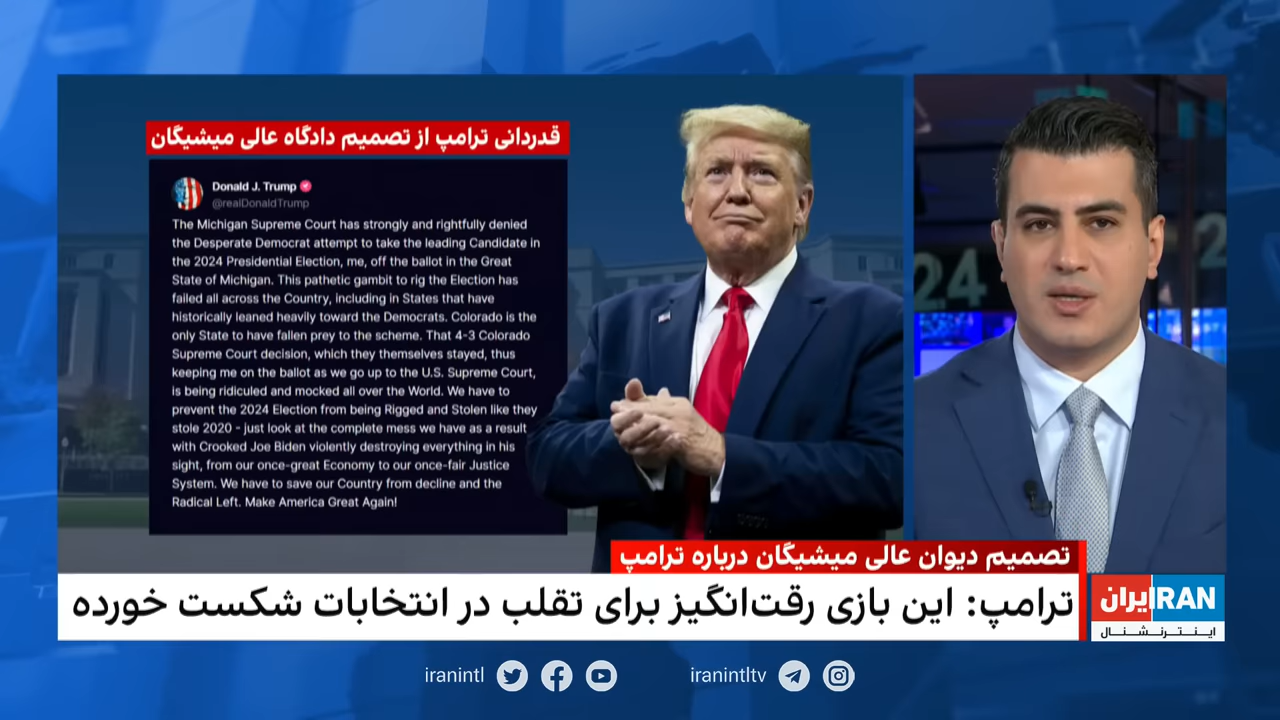 قدردانی ترامپ از تصمیم دادگاه عالی میشیگان
Donald J. Trump
@realDonaldTrump
The Michigan Supreme Court has strongly and rightfully denied
the Desperate Democrat attempt to take the leading Candidate in
the 2024 Presidential Election, me, off the ballot in the Great
State of Michigan. This pathetic gambit to rig the Election has
failed all across the Country, including in States that have
historically leaned heavily toward the Democrats. Colorado is the
only State to have fallen prey to the scheme. That 4-3 Colorado
Supreme Court decision, which they themselves stayed, thus
keeping me on the ballot as we go up to the U.S. Supreme Court,
is being ridiculed and mocked all over the World. We have to
prevent the 2024 Election from being Rigged and Stolen like they
stole 2020 - just look at the complete mess we have as a result
with Crooked Joe Biden violently destroying everything in his
sight, from our once-great Economy to our once-fair Justice
System. We have to save our Country from decline and the
Radical Left. Make America Great Again!
24
تصمیم دیوان عالی میشیگان درباره ترامپ
ترامپ: این بازی رقت‌انگیز برای تقلب در انتخابات شکست خورده
ایران IRAN
اینترنشنال
iranintl
iranintltv